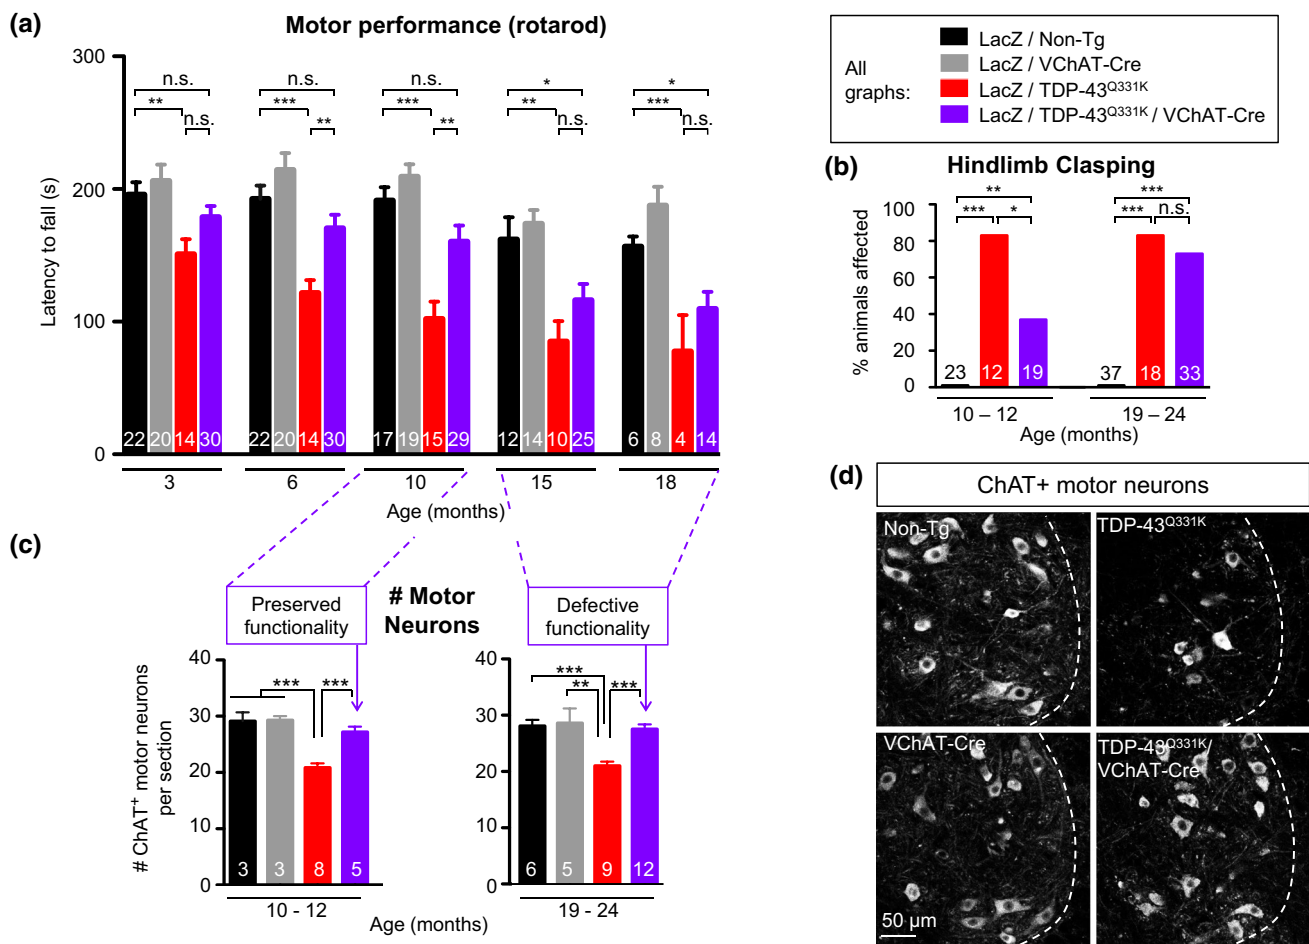 (a)
Motor performance (rotarod)
300
200
100
0
Latency to fall (s)
n.s.
**
n.s.
n.s.
***
**
n.s.
***
**
*
**
n.s.
*
***
n.s.
22 20 14 30
22 20 14 30
17 19 15 29
12 14 10 25
6 8 4 14
3 6 10 15 18
Age (months)
All
graphs:
LacZ / Non-Tg
LacZ / VChAT-Cre
LacZ / TDP-43Q331K
LacZ / TDP-43Q331K / VChAT-Cre
(b)
Hindlimb Clasping
100
80
60
40
20
0
% animals affected
**
*** *
***
*** n.s.
23 12 19
37 18 33
10 – 12 19 – 24
Age (months)
(c)
Preserved
functionality
# Motor
Neurons
Defective
functionality
# ChAT+ motor neurons
per section
40
30
20
10
0
*** ***
3 3 8 5
10 - 12
40
30
20
10
0
***
** ***
6 5 9 12
19 - 24
Age (months)
(d)
ChAT+ motor neurons
Non-Tg
TDP-43Q331K
VChAT-Cre
TDP-43Q331K/
VChAT-Cre
50 µm